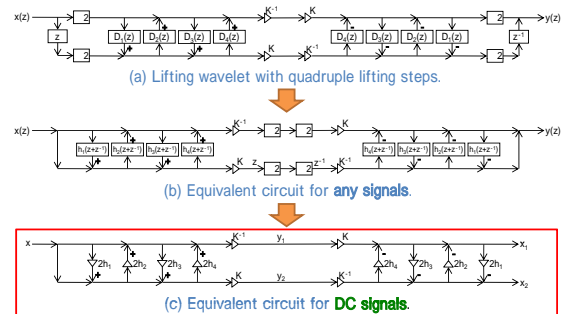 K⁻¹ K
x(z) 2 2 y(z)
z D₁(z) D₂(z) D₃(z) D₄(z) D₄(z) D₃(z) D₂(z) D₁(z) z⁻¹
2 K K⁻¹ 2
(a) Lifting wavelet with quadruple lifting steps.
x(z) K⁻¹ 2 2 K y(z)
h₁(z+z⁻¹) h₂(z+z⁻¹) h₃(z+z⁻¹) h₄(z+z⁻¹) h₄(z+z⁻¹) h₃(z+z⁻¹) h₂(z+z⁻¹) h₁(z+z⁻¹)
K z 2 2 z⁻¹ K⁻¹
(b) Equivalent circuit for any signals.
x K⁻¹ y₁ K x₁
2h₁ 2h₂ 2h₃ 2h₄ 2h₄ 2h₃ 2h₂ 2h₁
K y₂ K⁻¹ x₂
(c) Equivalent circuit for DC signals.